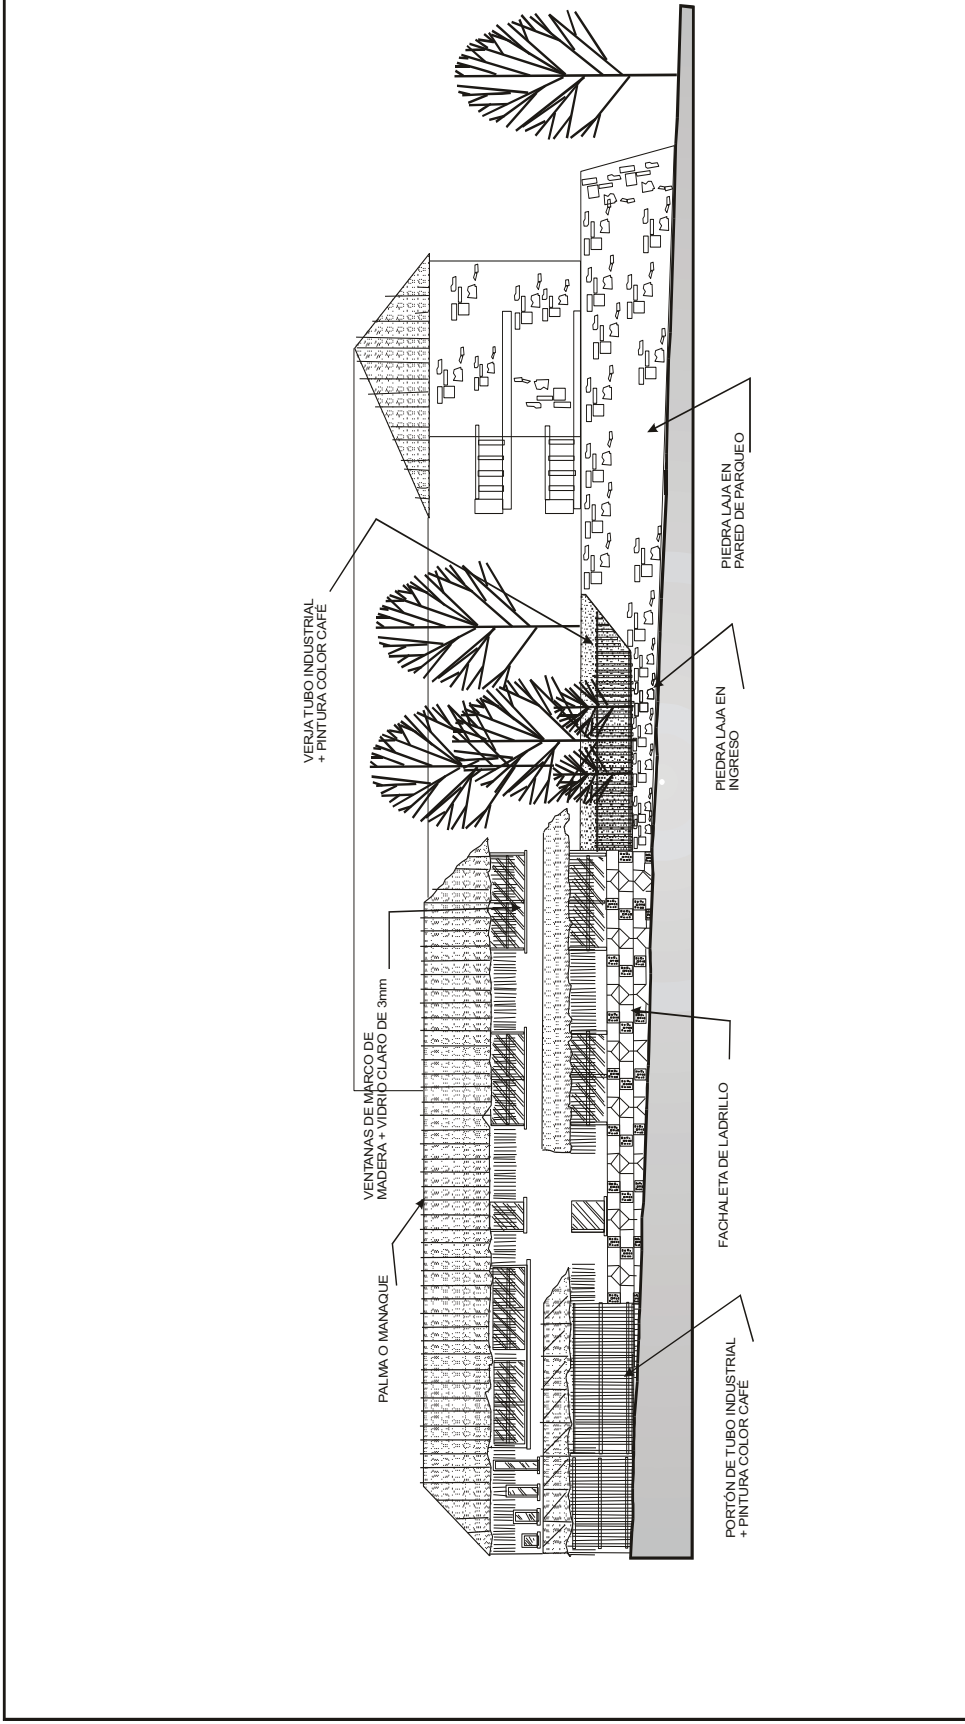 VERJA TUBO INDUSTRIAL
+ PINTURA COLOR CAFÉ
VENTANAS DE MARCO DE
MADERA + VIDRIO CLARO DE 3mm
PALMA O MANAQUE
PORTÓN DE TUBO INDUSTRIAL
+ PINTURA COLOR CAFÉ
FACHALETA DE LADRILLO
PIEDRA LAJA EN
INGRESO
PIEDRA LAJA EN
PARED DE PARQUEO